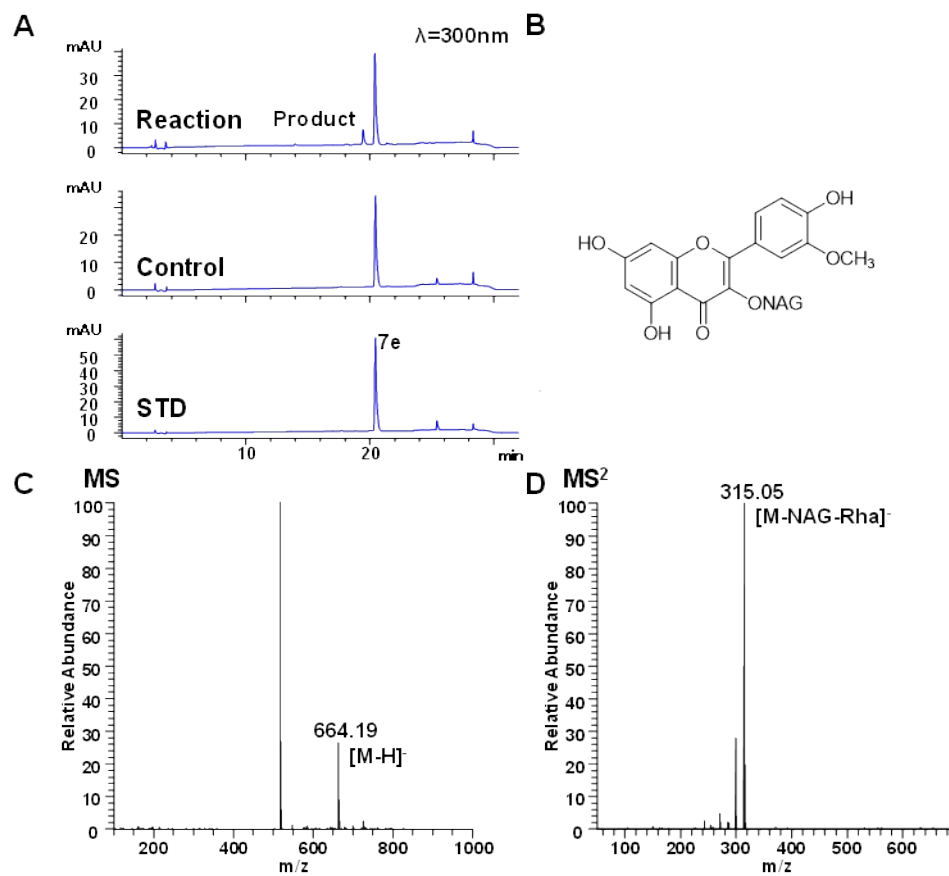 A
λ=300nm
mAU
30
20
10
0
Reaction
Product
mAU
20
10
0
Control
mAU
50
40
30
20
10
0
STD
7e
10
20
min
B
OH
HO
O
OCH3
ONAG
OH
O
C
MS
Relative Abundance
100
90
80
70
60
50
40
30
20
10
0
664.19
[M-H]-
200
400
600
800
1000
m/z
D
MS2
Relative Abundance
100
90
80
70
60
50
40
30
20
10
0
315.05
[M-NAG-Rha]-
100
200
300
400
500
600
m/z